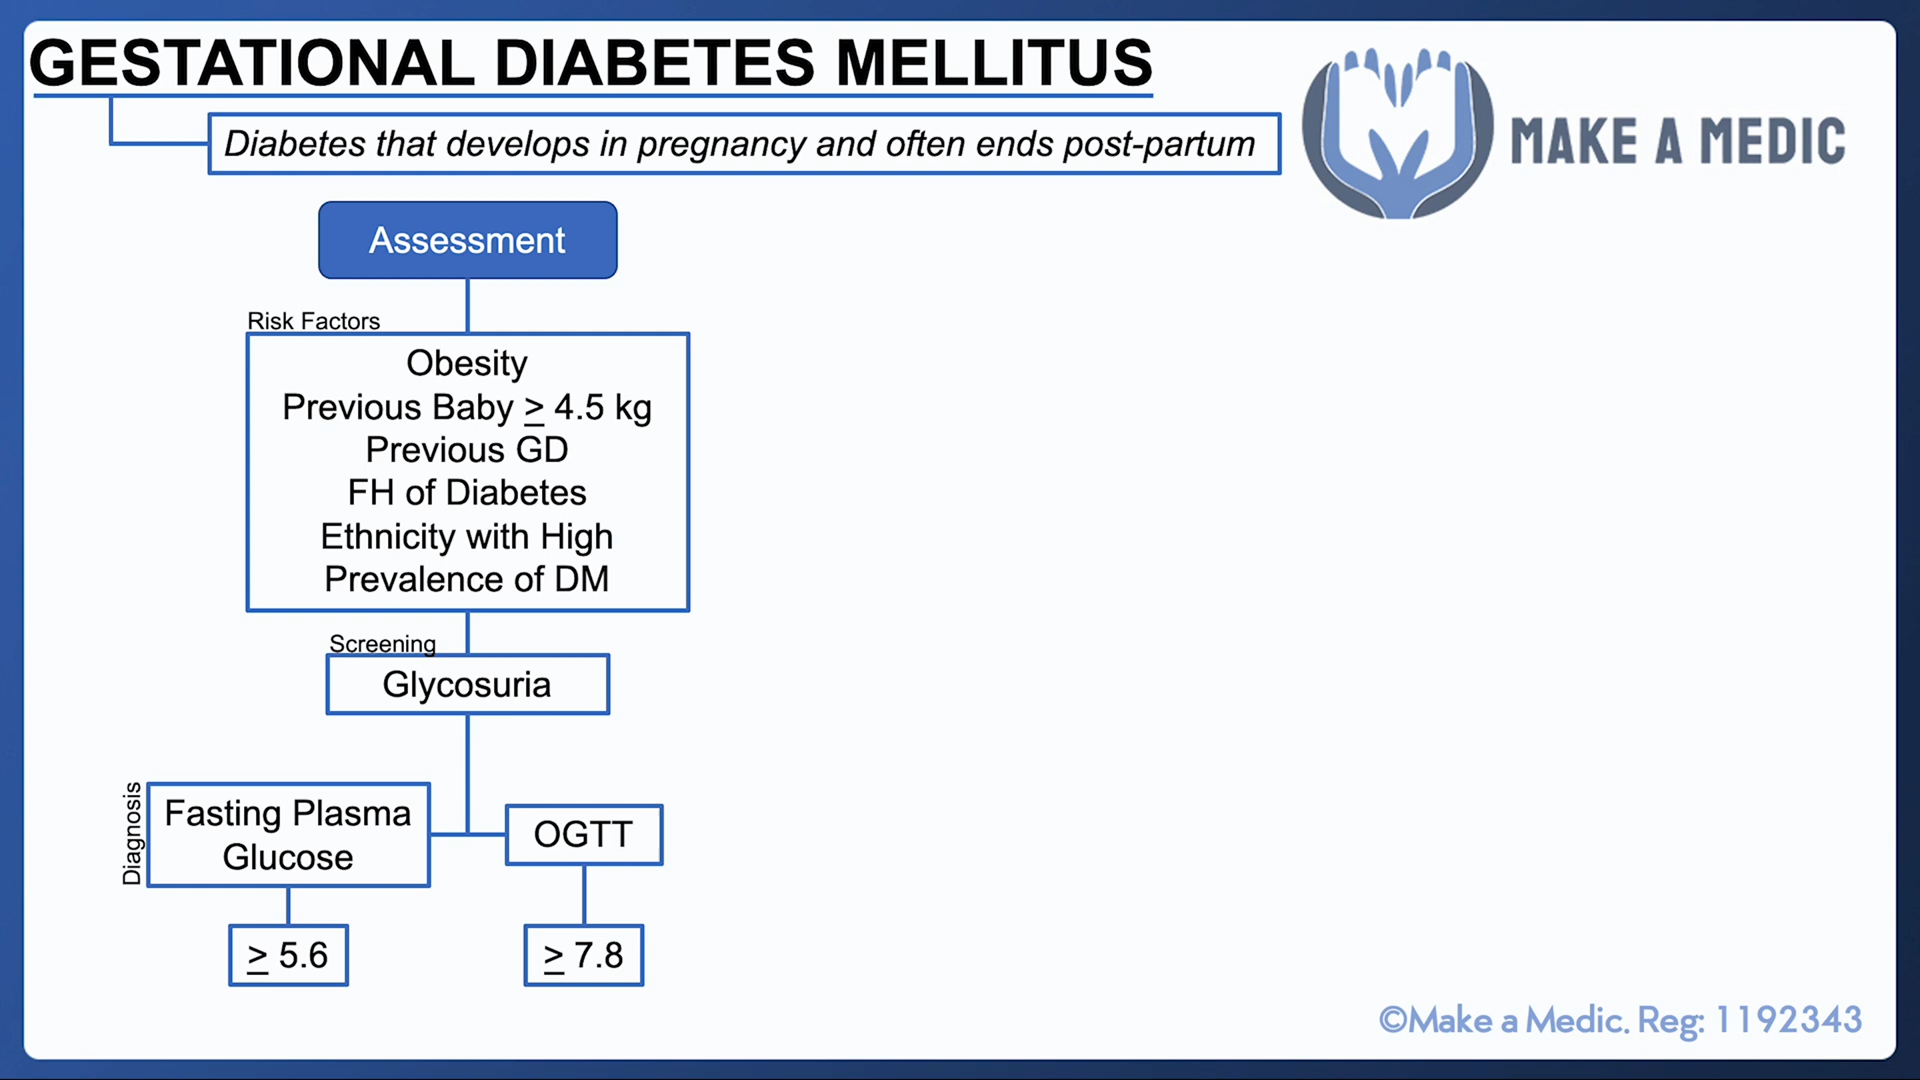 GESTATIONAL DIABETES MELLITUS
Diabetes that develops in pregnancy and often ends post-partum
MAKE A MEDIC
Assessment
Risk Factors
Obesity
Previous Baby ≥ 4.5 kg
Previous GD
FH of Diabetes
Ethnicity with High
Prevalence of DM
Screening
Glycosuria
Diagnosis
Fasting Plasma
Glucose
OGTT
≥ 5.6
≥ 7.8
©Make a Medic. Reg: 1192343